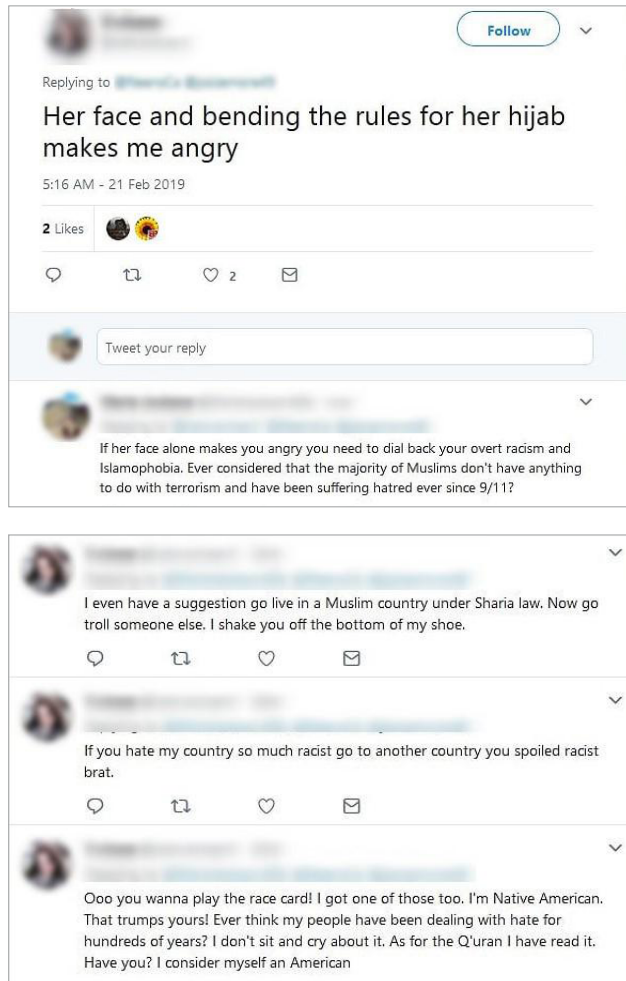 Follow
Replying to
Her face and bending the rules for her hijab
makes me angry
5:16 AM - 21 Feb 2019
2 Likes
2
Tweet your reply
If her face alone makes you angry you need to dial back your overt racism and
Islamophobia. Ever considered that the majority of Muslims don't have anything
to do with terrorism and have been suffering hatred ever since 9/11?
I even have a suggestion go live in a Muslim country under Sharia law. Now go
troll someone else. I shake you off the bottom of my shoe.
If you hate my country so much racist go to another country you spoiled racist
brat.
Ooo you wanna play the race card! I got one of those too. I'm Native American.
That trumps yours! Ever think my people have been dealing with hate for
hundreds of years? I don't sit and cry about it. As for the Q'uran I have read it.
Have you? I consider myself an American